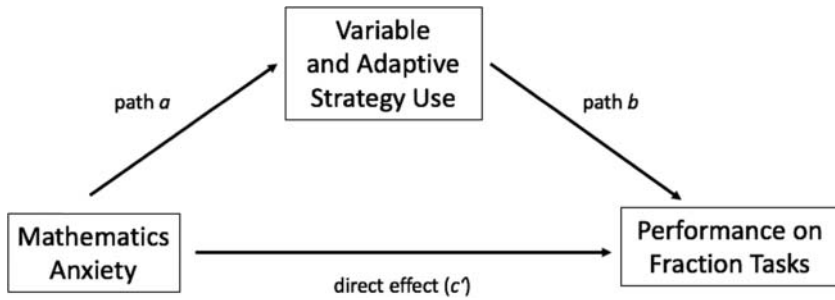 Variable
and Adaptive
Strategy Use
path a
path b
Mathematics
Anxiety
Performance on
Fraction Tasks
direct effect (c')